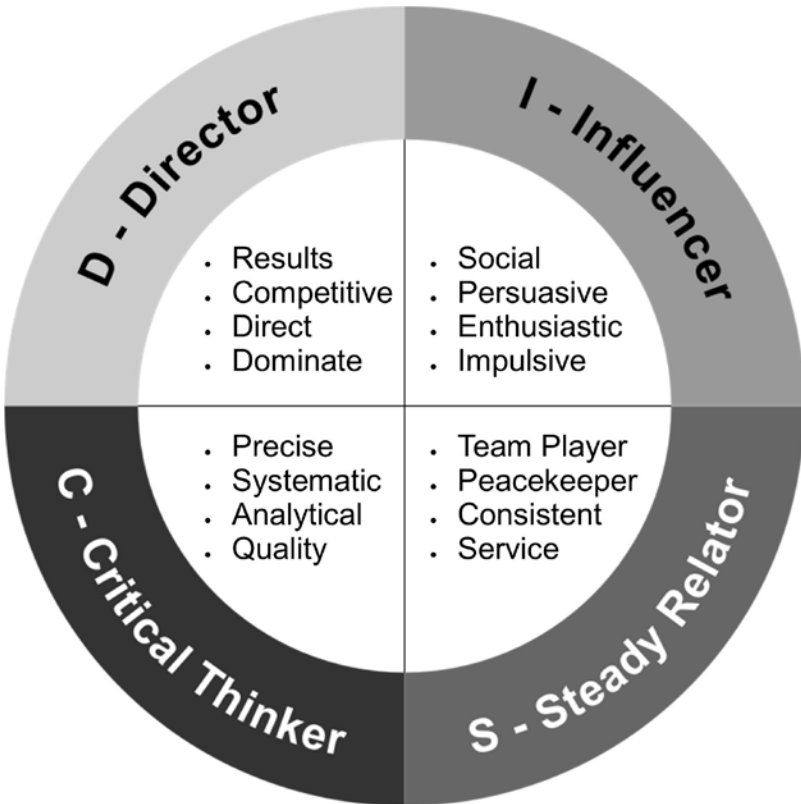 D - Director
• Results
• Competitive
• Direct
• Dominate
I - Influencer
• Social
• Persuasive
• Enthusiastic
• Impulsive
C - Critical Thinker
• Precise
• Systematic
• Analytical
• Quality
S - Steady Relator
• Team Player
• Peacekeeper
• Consistent
• Service